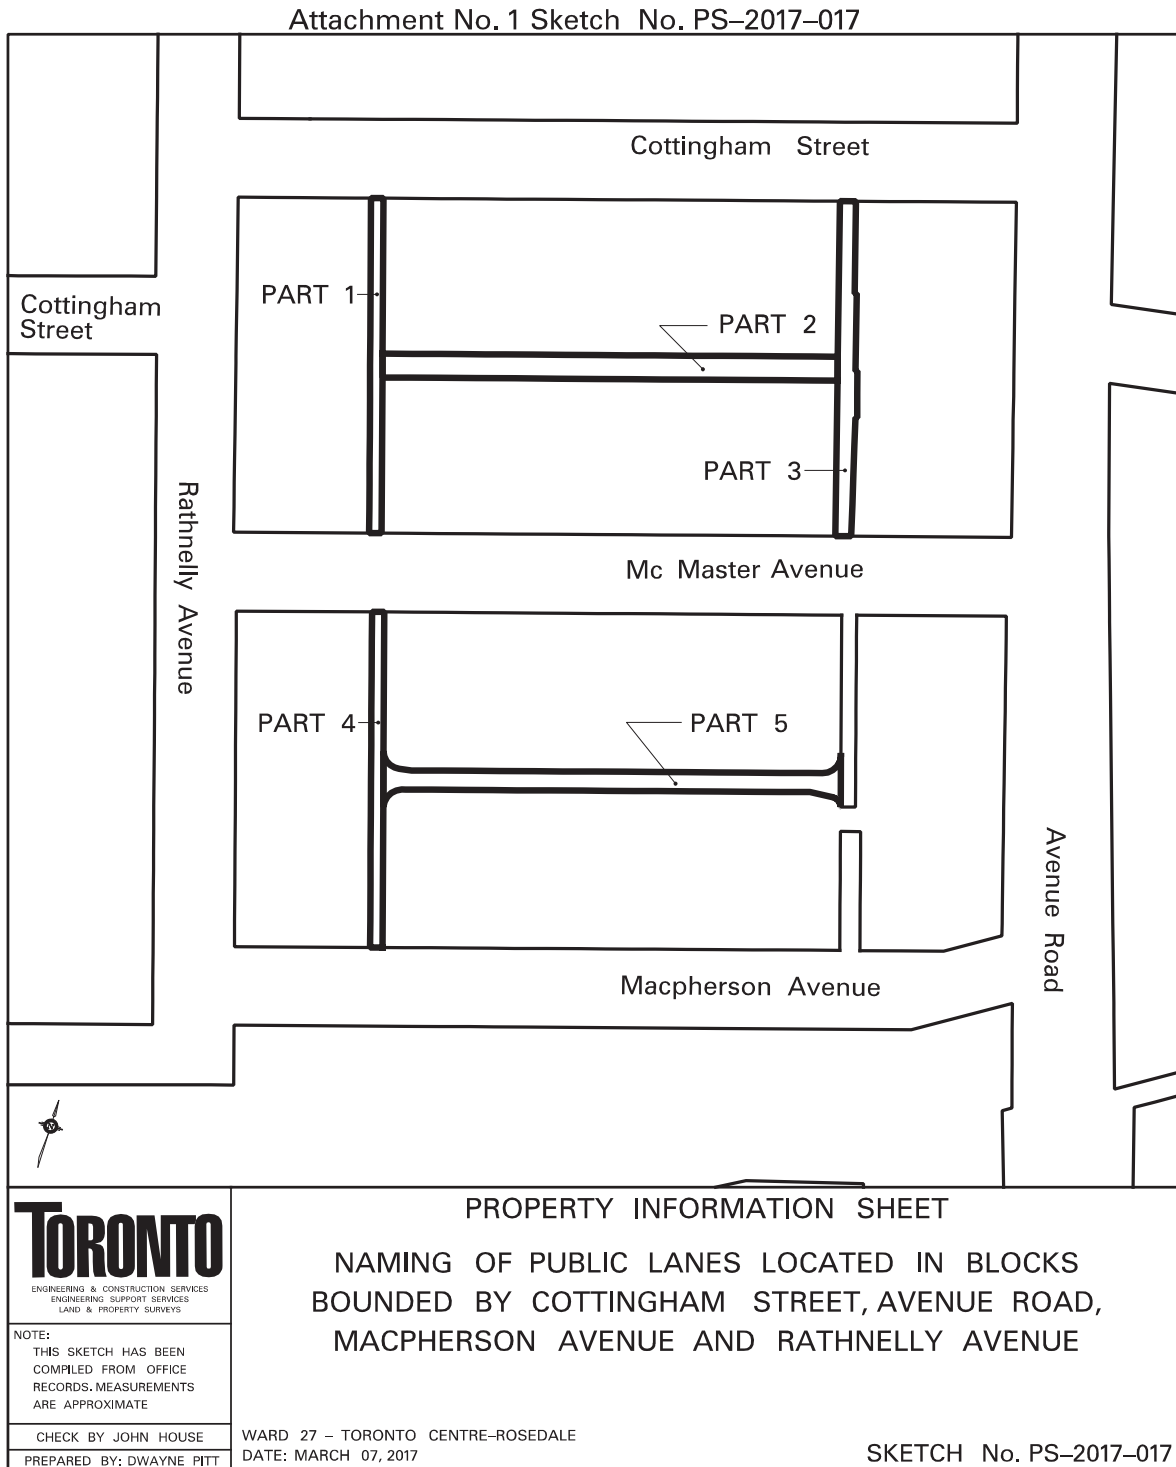 Attachment No. 1 Sketch No. PS–2017–017
Cottingham Street
PART 1
Cottingham
Street
PART 2
PART 3
Rathnelly Avenue
Mc Master Avenue
PART 4
PART 5
Avenue Road
Macpherson Avenue
N
TORONTO
ENGINEERING & CONSTRUCTION SERVICES
ENGINEERING SUPPORT SERVICES
LAND & PROPERTY SURVEYS
NOTE:
THIS SKETCH HAS BEEN
COMPILED FROM OFFICE
RECORDS. MEASUREMENTS
ARE APPROXIMATE
CHECK BY JOHN HOUSE
PREPARED BY: DWAYNE PITT
PROPERTY INFORMATION SHEET
NAMING OF PUBLIC LANES LOCATED IN BLOCKS
BOUNDED BY COTTINGHAM STREET, AVENUE ROAD,
MACPHERSON AVENUE AND RATHNELLY AVENUE
WARD 27 – TORONTO CENTRE–ROSEDALE
DATE: MARCH 07, 2017
SKETCH No. PS–2017–017